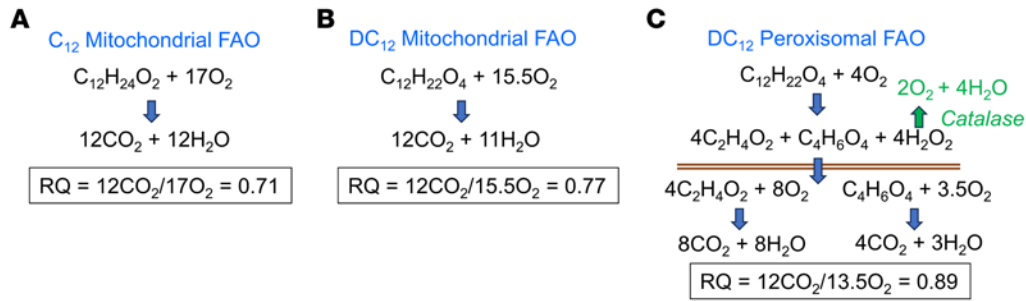 A
C₁₂ Mitochondrial FAO
C₁₂H₂₄O₂ + 17O₂
12CO₂ + 12H₂O
RQ = 12CO₂/17O₂ = 0.71
B
DC₁₂ Mitochondrial FAO
C₁₂H₂₂O₄ + 15.5O₂
12CO₂ + 11H₂O
RQ = 12CO₂/15.5O₂ = 0.77
C
DC₁₂ Peroxisomal FAO
C₁₂H₂₂O₄ + 4O₂
2O₂ + 4H₂O
Catalase
4C₂H₄O₂ + C₄H₆O₄ + 4H₂O₂
4C₂H₄O₂ + 8O₂
C₄H₆O₄ + 3.5O₂
8CO₂ + 8H₂O
4CO₂ + 3H₂O
RQ = 12CO₂/13.5O₂ = 0.89